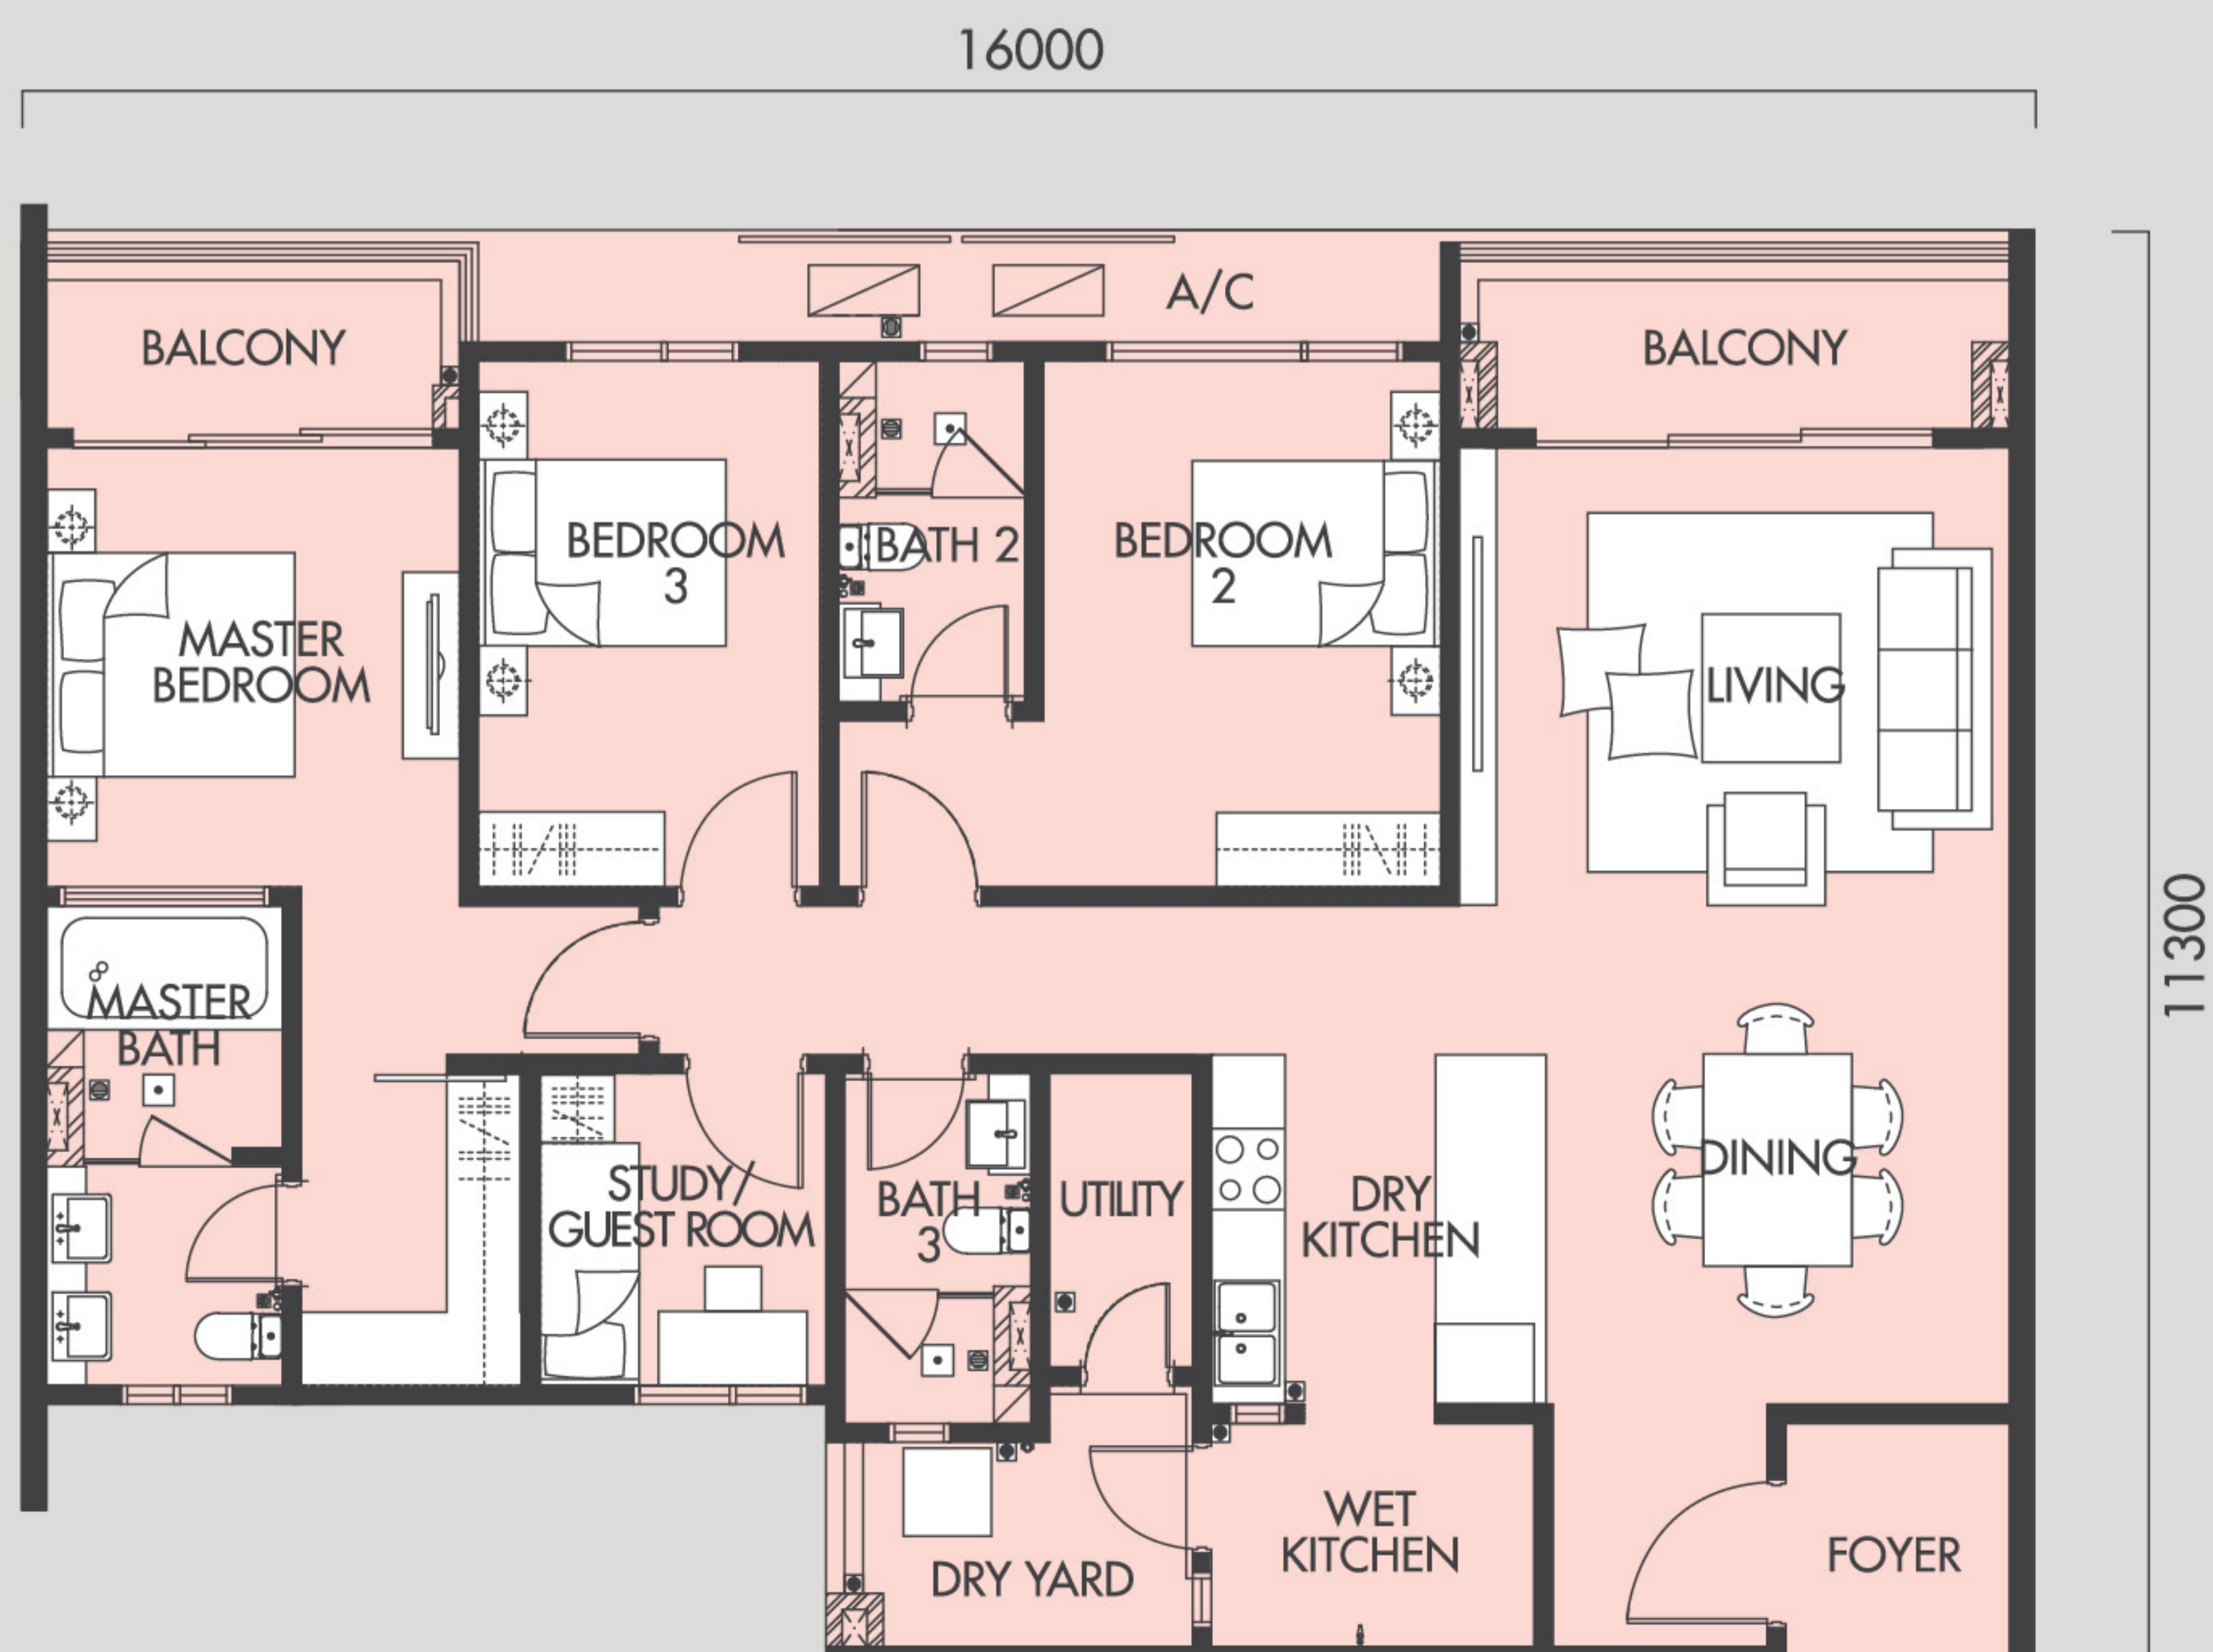 16000
A/C
BALCONY
BALCONY
BEDROOM
3
BATH 2
BEDROOM
2
MASTER
BEDROOM
LIVING
11300
MASTER
BATH
DINING
STUDY/
GUEST ROOM
BATH
3
UTILITY
DRY
KITCHEN
WET
KITCHEN
FOYER
DRY YARD